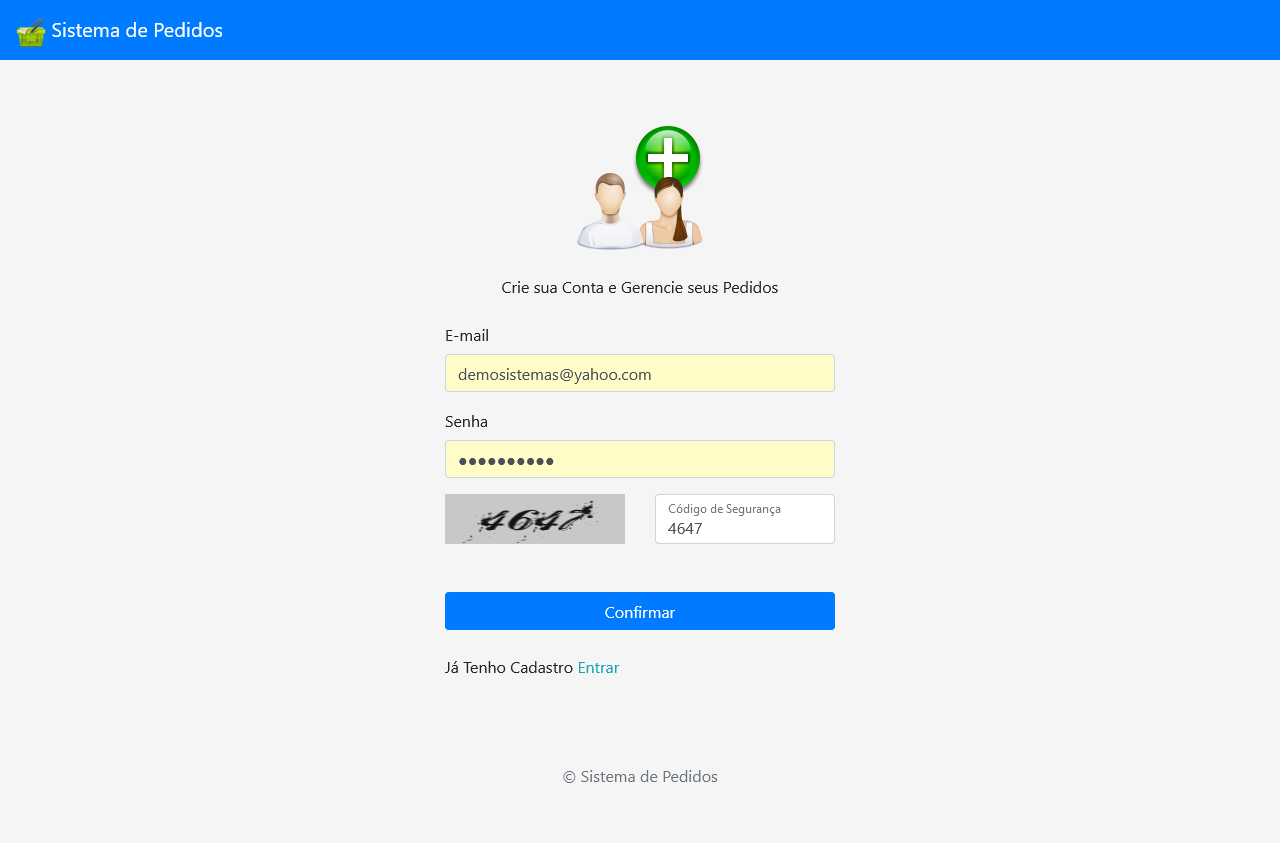 Sistema de Pedidos
Crie sua Conta e Gerencie seus Pedidos
E-mail
demosistemas@yahoo.com
Senha
●●●●●●●●●●
4647
Código de Segurança
4647
Confirmar
Já Tenho Cadastro Entrar
© Sistema de Pedidos